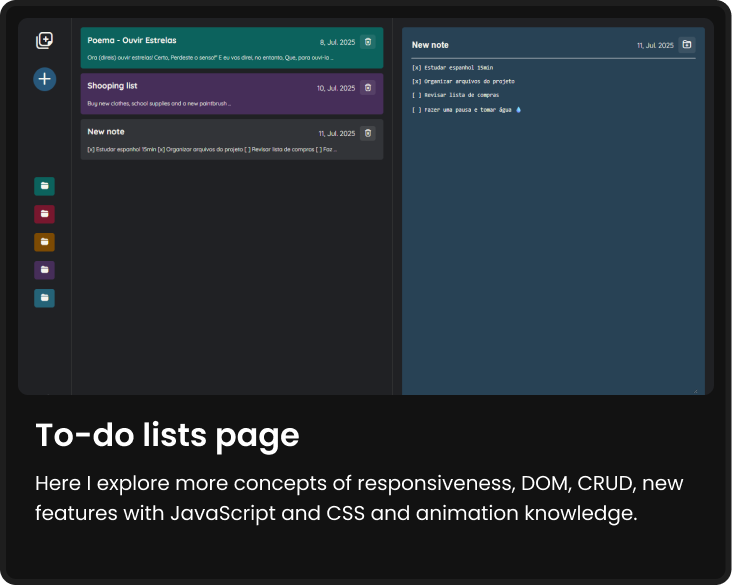 Poema - Ouvir Estrelas
8, Jul. 2025
Ora (direis) ouvir estrelas! Certo, Perdeste o senso!" E eu vos direi, no entanto, Que, para ouvi-la ...
Shooping list
10, Jul. 2025
Buy new clothes, school supplies and a new paintbrush ...
New note
11, Jul. 2025
[x] Estudar espanhol 15min [x] Organizar arquivos do projeto [ ] Revisar lista de compras [ ] Faz ...
New note
11, Jul. 2025
[x] Estudar espanhol 15min
[x] Organizar arquivos do projeto
[ ] Revisar lista de compras
[ ] Fazer uma pausa e tomar água 💧
To-do lists page
Here I explore more concepts of responsiveness, DOM, CRUD, new
features with JavaScript and CSS and animation knowledge.